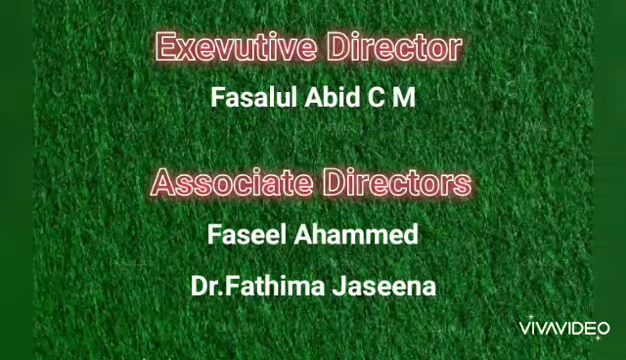 Exevutive Director
Fasalul Abid C M
Associate Directors
Faseel Ahammed
Dr.Fathima Jaseena
VIVAVIDEO